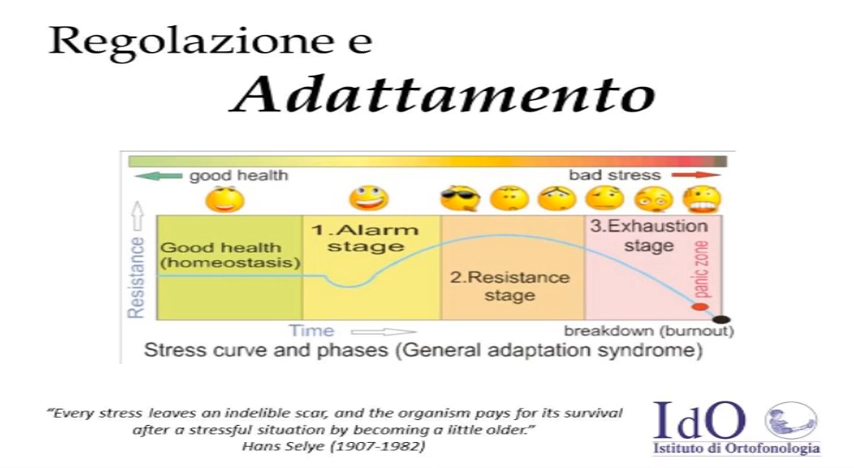 Regolazione e
Adattamento
good health
bad stress
Resistance
Good health
(homeostasis)
1.Alarm
stage
2.Resistance
stage
3.Exhaustion
stage
panic zone
Time
breakdown (burnout)
Stress curve and phases (General adaptation syndrome)
“Every stress leaves an indelible scar, and the organism pays for its survival
after a stressful situation by becoming a little older.”
Hans Selye (1907-1982)
IdO
Istituto di Ortofonologia